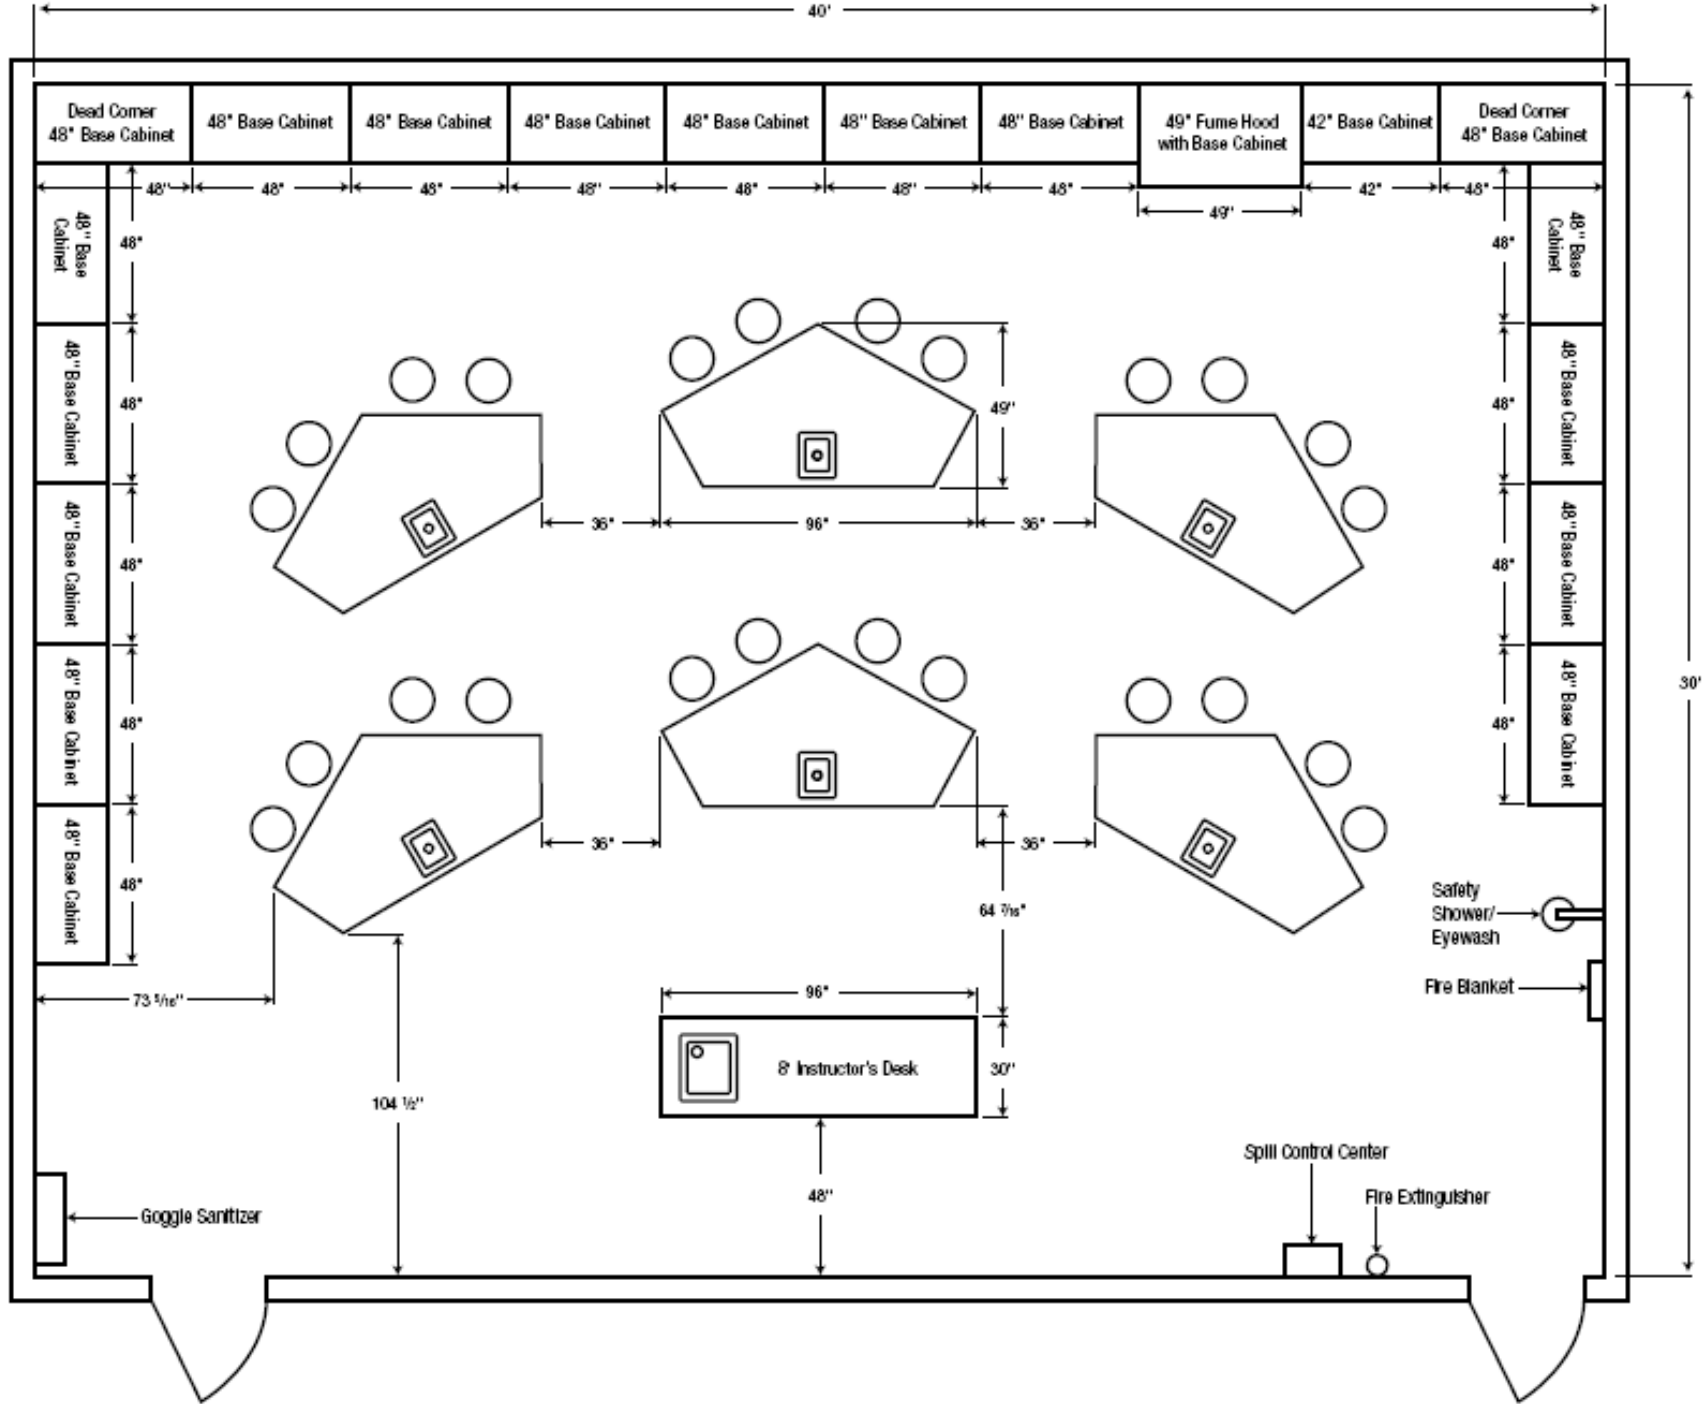 40'
Dead Corner
48" Base Cabinet
48" Base Cabinet
48" Base Cabinet
48" Base Cabinet
48" Base Cabinet
48" Base Cabinet
48" Base Cabinet
49" Fume Hood
with Base Cabinet
42" Base Cabinet
Dead Corner
48" Base Cabinet
48"
48"
48"
48"
48"
48"
48"
49"
42"
48"
48" Base
Cabinet
48"
48"
48" Base
Cabinet
48" Base Cabinet
48"
49"
48"
48" Base Cabinet
36"
96"
36"
48" Base Cabinet
48"
48"
48" Base Cabinet
30'
48" Base Cabinet
48"
48"
48" Base Cabinet
36"
36"
48" Base Cabinet
48"
64 7/16"
Safety
Shower/
Eyewash
Fire Blanket
73 5/16"
96"
8' Instructor's Desk
30"
104 1/2"
48"
Spill Control Center
Fire Extinguisher
Goggle Sanitizer